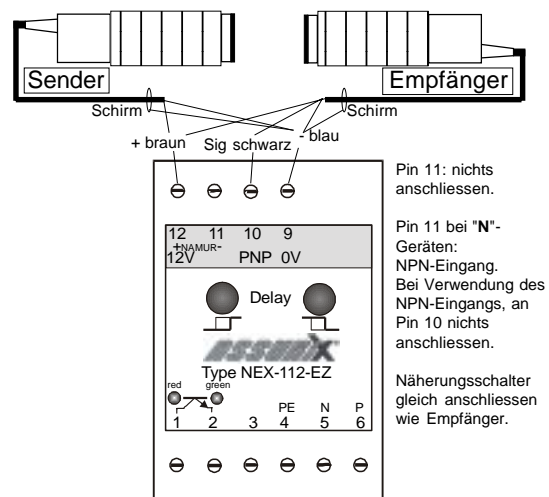 Sender
Empfänger
Schirm
Schirm
+ braun
Sig schwarz
- blau
12 11 10 9
+NAMUR-
12V PNP 0V
Delay
Type NEX-112-EZ
red green
PE N P
1 2 3 4 5 6
Pin 11: nichts
anschliessen.
Pin 11 bei "N"-
Geräten:
NPN-Eingang.
Bei Verwendung des
NPN-Eingangs, an
Pin 10 nichts
anschliessen.
Näherungsschalter
gleich anschliessen
wie Empfänger.